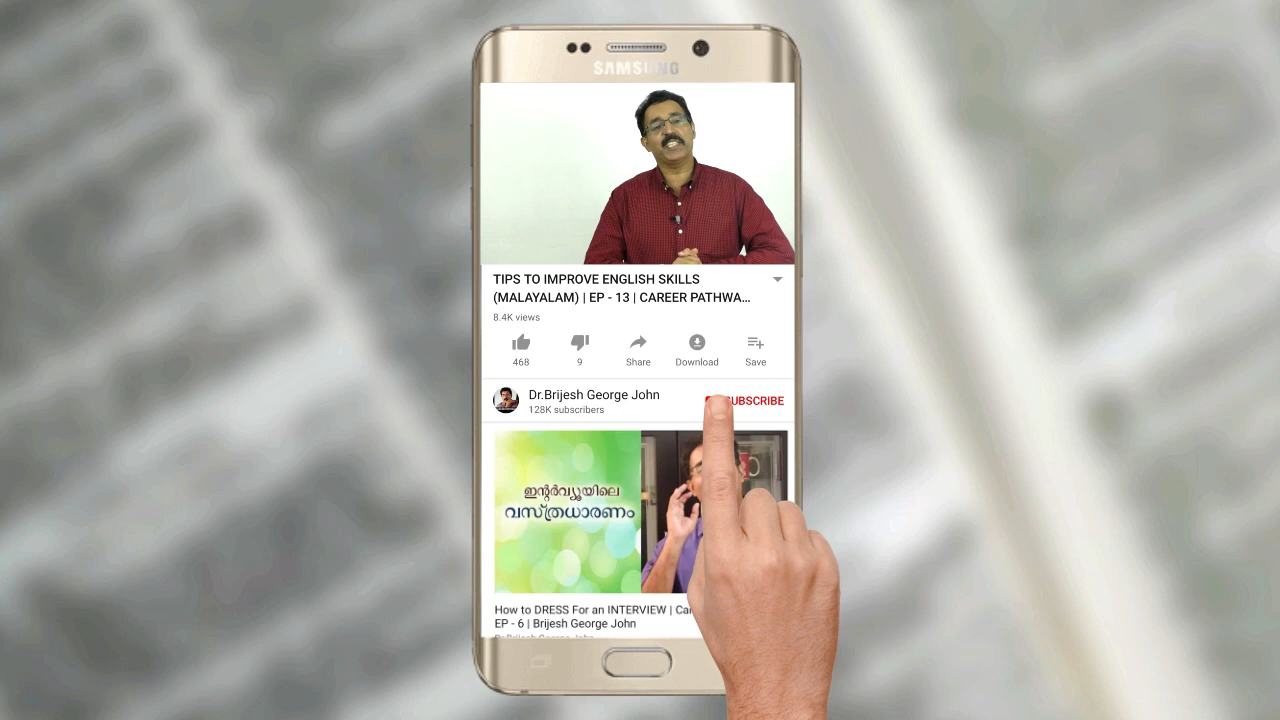 SAMSUNG
TIPS TO IMPROVE ENGLISH SKILLS
(MALAYALAM) | EP - 13 | CAREER PATHWA...
8.4K views
468
9
Share
Download
Save
Dr.Brijesh George John
128K subscribers
SUBSCRIBE
ഇന്റർവ്യൂയിലെ
വസ്ത്രധാരണം
How to DRESS For an INTERVIEW |
EP - 6 | Brijesh George John